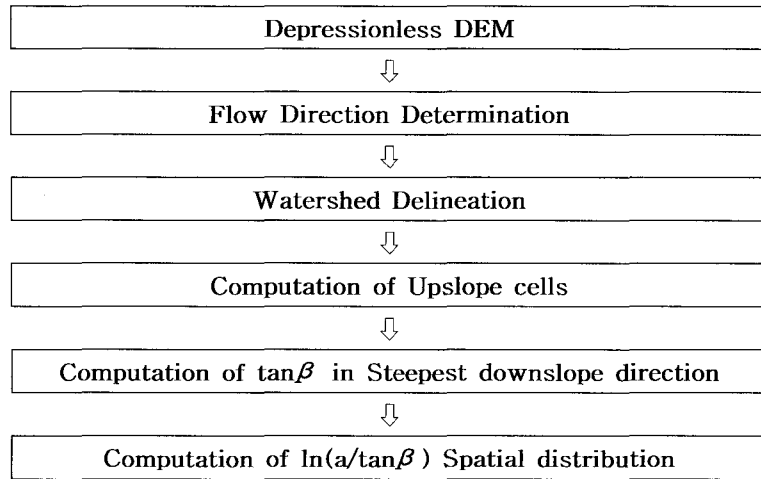 Depressionless DEM
Flow Direction Determination
Watershed Delineation
Computation of Upslope cells
Computation of tanβ in Steepest downslope direction
Computation of ln(a/tanβ) Spatial distribution